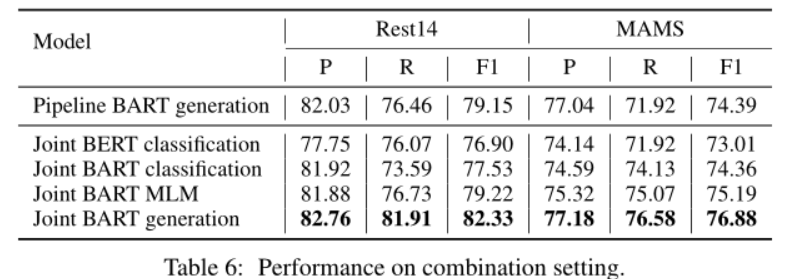 Model Rest14 MAMS
P R F1 P R F1
Pipeline BART generation 82.03 76.46 79.15 77.04 71.92 74.39
Joint BERT classification 77.75 76.07 76.90 74.14 71.92 73.01
Joint BART classification 81.92 73.59 77.53 74.59 74.13 74.36
Joint BART MLM 81.88 76.73 79.22 75.32 75.07 75.19
Joint BART generation 82.76 81.91 82.33 77.18 76.58 76.88
Table 6: Performance on combination setting.